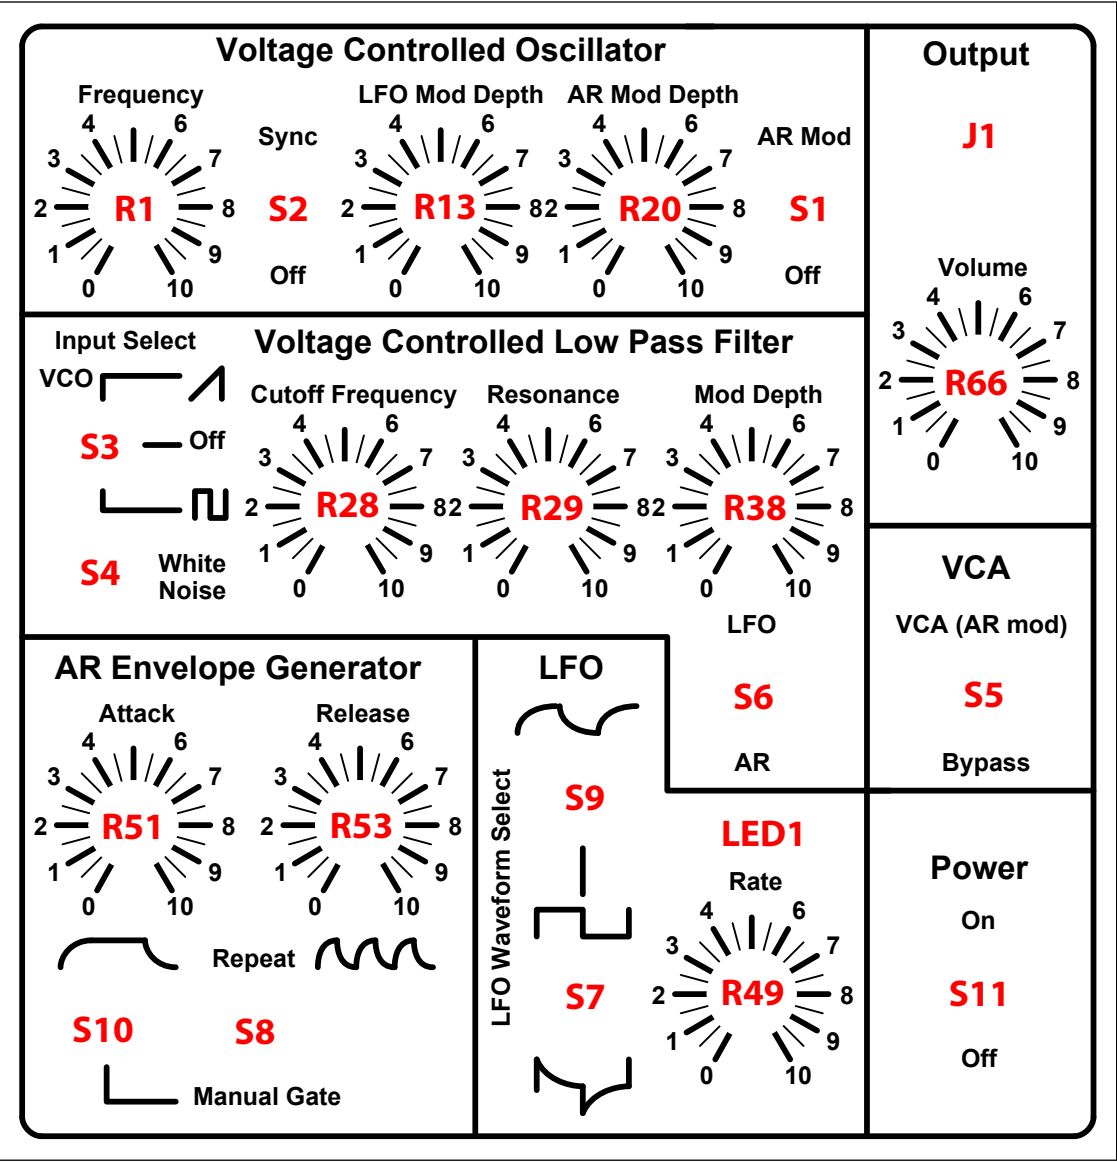 Voltage Controlled Oscillator
Frequency
0 1 2 3 4 6 7 8 9 10
R1
Sync
S2
Off
LFO Mod Depth
0 1 2 3 4 6 7 8 9 10
R13
AR Mod Depth
0 1 2 3 4 6 7 8 9 10
R20
AR Mod
S1
Off
Output
J1
Volume
0 1 2 3 4 6 7 8 9 10
R66
Voltage Controlled Low Pass Filter
Input Select
VCO
S3
Off
S4
White
Noise
Cutoff Frequency
0 1 2 3 4 6 7 8 9 10
R28
Resonance
0 1 2 3 4 6 7 8 9 10
R29
Mod Depth
0 1 2 3 4 6 7 8 9 10
R38
LFO
S6
AR
VCA
VCA (AR mod)
S5
Bypass
AR Envelope Generator
Attack
0 1 2 3 4 6 7 8 9 10
R51
Release
0 1 2 3 4 6 7 8 9 10
R53
Repeat
S10
S8
Manual Gate
LFO
LFO Waveform Select
S9
S7
LED1
Rate
0 1 2 3 4 6 7 8 9 10
R49
Power
On
S11
Off